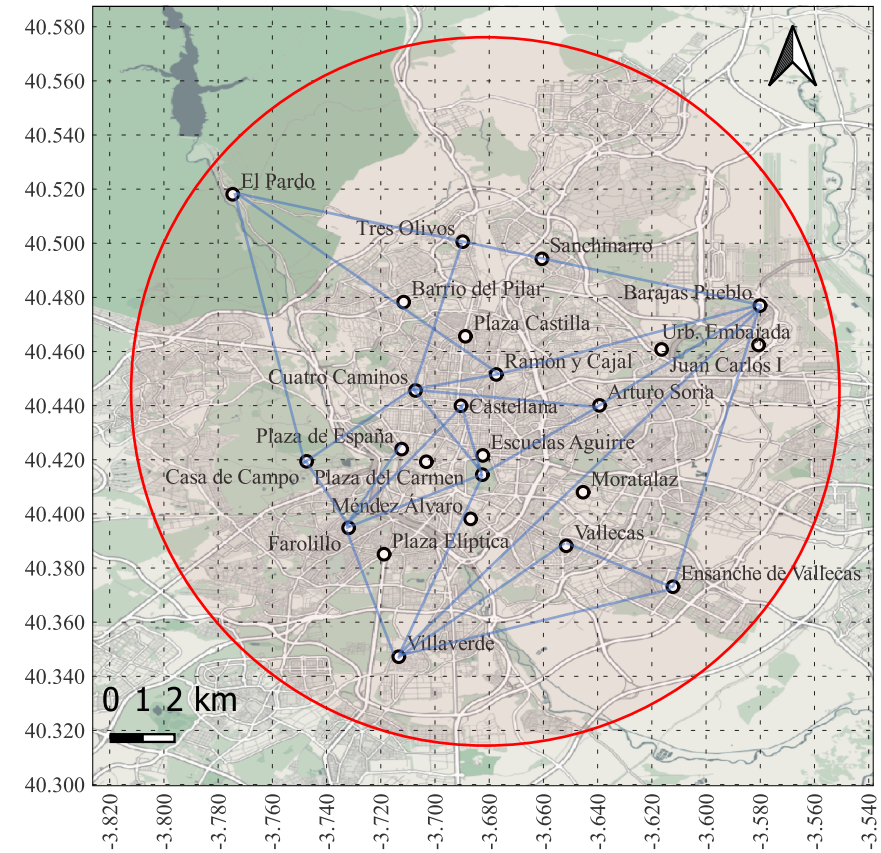 40.580
40.560
40.540
40.520
40.500
40.480
40.460
40.440
40.420
40.400
40.380
40.360
40.340
40.320
40.300
El Pardo
Tres Olivos
Sanchinarro
Barrio del Pilar
Barajas Pueblo
Plaza Castilla
Urb. Embajada
Ramón y Cajal
Juan Carlos I
Cuatro Caminos
Arturo Soria
Castellana
Plaza de España
Escuelas Aguirre
Casa de Campo
Plaza del Carmen
Moratalaz
Méndez Álvaro
Farolillo
Plaza Elíptica
Vallecas
Ensanche de Vallecas
Villaverde
0 1 2 km
-3.820
-3.800
-3.780
-3.760
-3.740
-3.720
-3.700
-3.680
-3.660
-3.640
-3.620
-3.600
-3.580
-3.560
-3.540